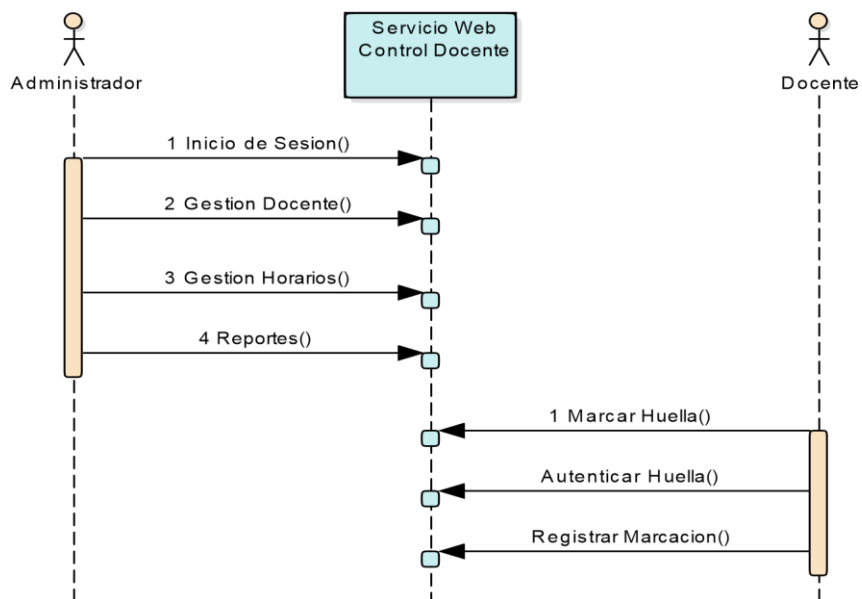 Servicio Web
Control Docente
Administrador
Docente
1 Inicio de Sesion()
2 Gestion Docente()
3 Gestion Horarios()
4 Reportes()
1 Marcar Huella()
Autenticar Huella()
Registrar Marcacion()